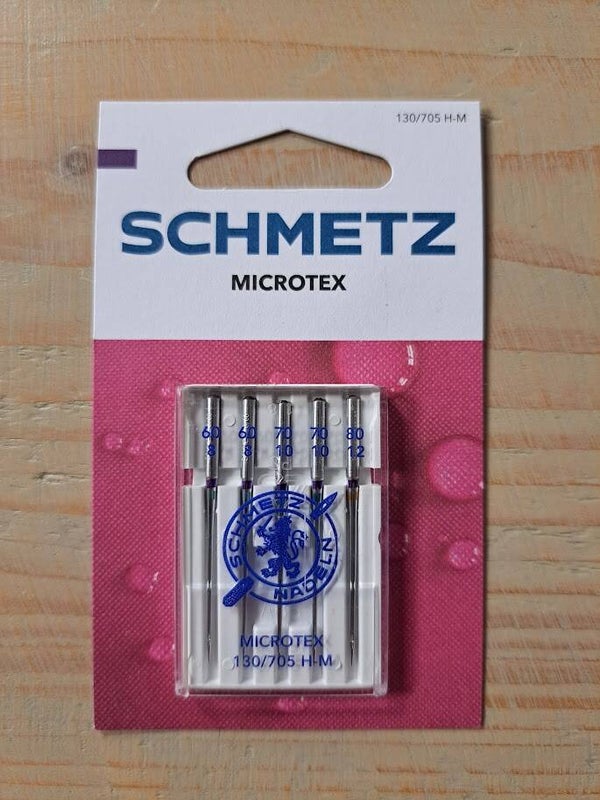 130/705 H-M
SCHMETZ
MICROTEX
60 60 70 70 80
8 8 10 10 12
SCHMETZ
NADELN
MICROTEX
130/705 H-M